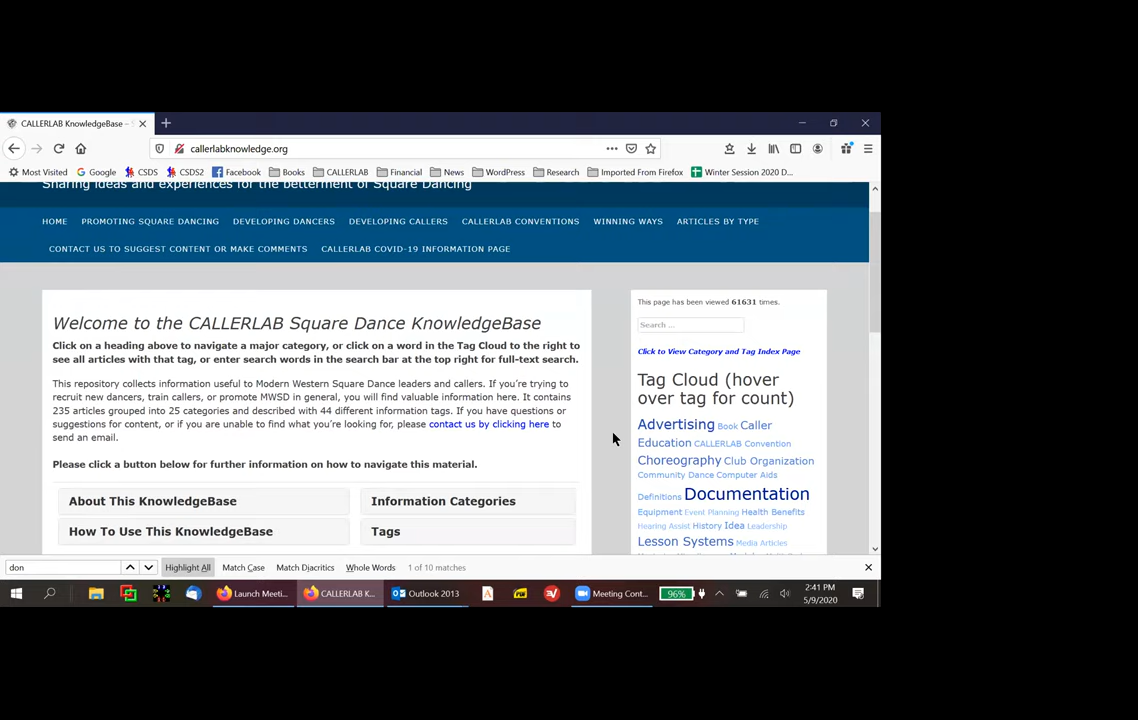 CALLERLAB KnowledgeBase –
callerlabknowledge.org
Most Visited Google CSDS CSDS2 Facebook Books CALLERLAB Financial News WordPress Research Imported From Firefox Winter Session 2020 D...
Sharing ideas and experiences for the betterment of Square Dancing
HOME PROMOTING SQUARE DANCING DEVELOPING DANCERS DEVELOPING CALLERS CALLERLAB CONVENTIONS WINNING WAYS ARTICLES BY TYPE
CONTACT US TO SUGGEST CONTENT OR MAKE COMMENTS CALLERLAB COVID-19 INFORMATION PAGE
Welcome to the CALLERLAB Square Dance KnowledgeBase
Click on a heading above to navigate a major category, or click on a word in the Tag Cloud to the right to
see all articles with that tag, or enter search words in the search bar at the top right for full-text search.
This repository collects information useful to Modern Western Square Dance leaders and callers. If you're trying to
recruit new dancers, train callers, or promote MWSD in general, you will find valuable information here. It contains
235 articles grouped into 25 categories and described with 44 different information tags. If you have questions or
suggestions for content, or if you are unable to find what you're looking for, please contact us by clicking here to
send an email.
Please click a button below for further information on how to navigate this material.
About This KnowledgeBase
Information Categories
How To Use This KnowledgeBase
Tags
This page has been viewed 61631 times.
Search ...
Click to View Category and Tag Index Page
Tag Cloud (hover
over tag for count)
Advertising Book Caller
Education CALLERLAB Convention
Choreography Club Organization
Community Dance Computer Aids
Definitions Documentation
Equipment Event Planning Health Benefits
Hearing Assist History Idea Leadership
Lesson Systems Media Articles
don Highlight All Match Case Match Diacritics Whole Words 1 of 10 matches
Launch Meeti... CALLERLAB K... Outlook 2013 Meeting Cont... 96%
2:41 PM
5/9/2020